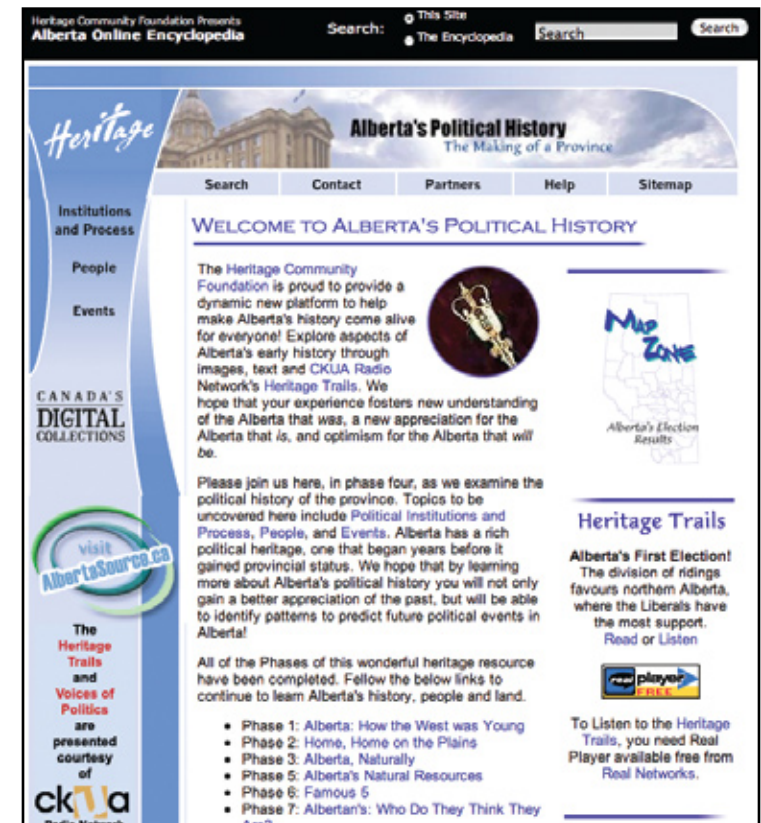 Heritage Community Foundation Presents
Alberta Online Encyclopedia
Search:
This Site
The Encyclopedia
Search
Search
Heritage
Alberta's Political History
The Making of a Province
Search Contact Partners Help Sitemap
Institutions
and Process
People
Events
CANADA'S
DIGITAL
COLLECTIONS
visit
AlbertaSource.ca
The
Heritage
Trails
and
Voices of
Politics
are
presented
courtesy
of
ckua
Radio Network
WELCOME TO ALBERTA'S POLITICAL HISTORY
The Heritage Community
Foundation is proud to provide a
dynamic new platform to help
make Alberta's history come alive
for everyone! Explore aspects of
Alberta's early history through
images, text and CKUA Radio
Network's Heritage Trails. We
hope that your experience fosters new understanding
of the Alberta that was, a new appreciation for the
Alberta that is, and optimism for the Alberta that will
be.
Please join us here, in phase four, as we examine the
political history of the province. Topics to be
uncovered here include Political Institutions and
Process, People, and Events. Alberta has a rich
political heritage, one that began years before it
gained provincial status. We hope that by learning
more about Alberta's political history you will not only
gain a better appreciation of the past, but will be able
to identify patterns to predict future political events in
Alberta!
All of the Phases of this wonderful heritage resource
have been completed. Fellow the below links to
continue to learn Alberta's history, people and land.
• Phase 1: Alberta: How the West was Young
• Phase 2: Home, Home on the Plains
• Phase 3: Alberta, Naturally
• Phase 5: Alberta's Natural Resources
• Phase 6: Famous 5
• Phase 7: Albertan's: Who Do They Think They
Are?
Map
Zone
Alberta's Election
Results
Heritage Trails
Alberta's First Election!
The division of ridings
favours northern Alberta,
where the Liberals have
the most support.
Read or Listen
real player
FREE
To Listen to the Heritage
Trails, you need Real
Player available free from
Real Networks.